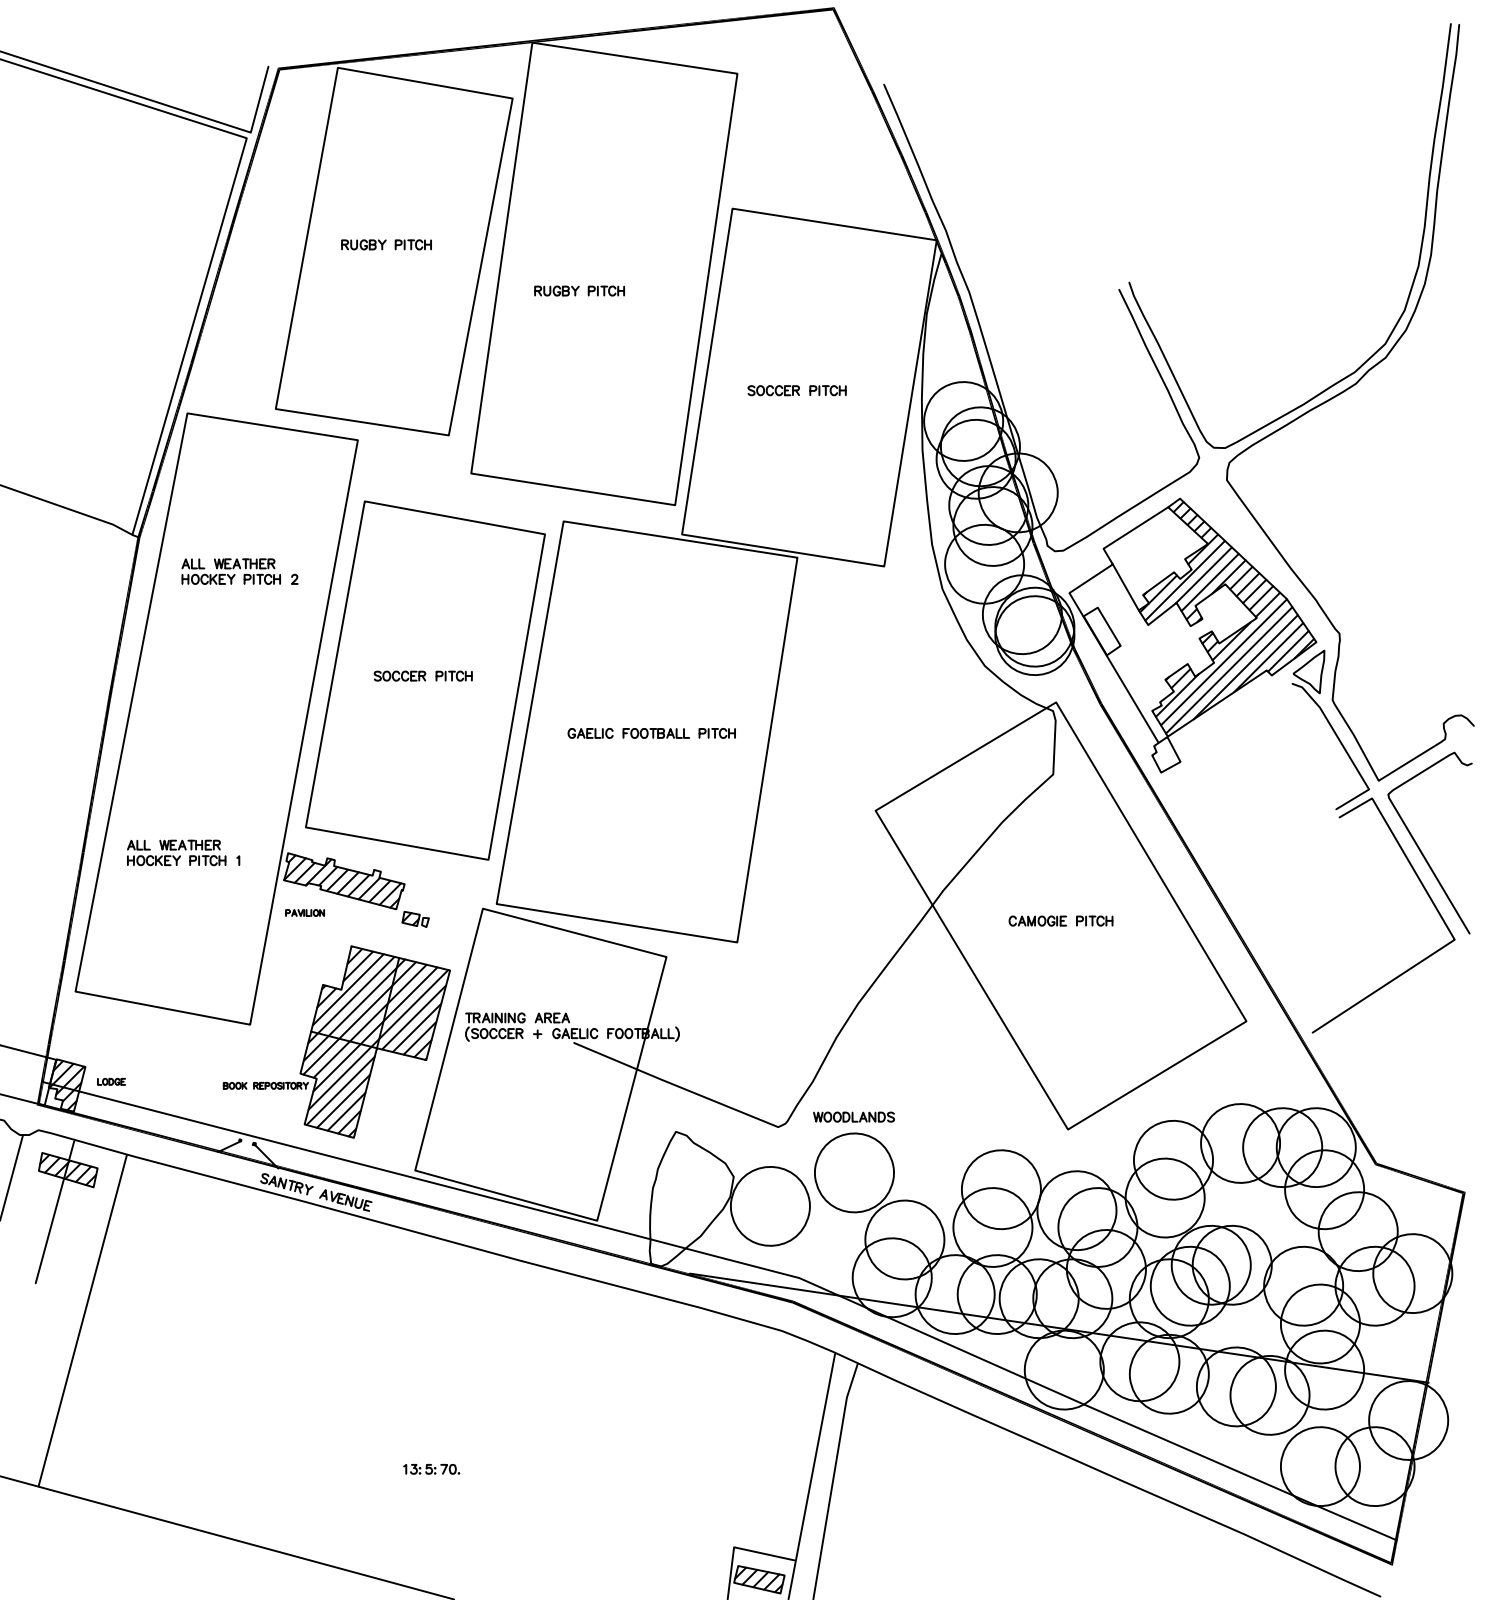 RUGBY PITCH
RUGBY PITCH
SOCCER PITCH
ALL WEATHER
HOCKEY PITCH 2
SOCCER PITCH
GAELIC FOOTBALL PITCH
ALL WEATHER
HOCKEY PITCH 1
PAVILION
CAMOGIE PITCH
TRAINING AREA
(SOCCER + GAELIC FOOTBALL)
LODGE
BOOK REPOSITORY
WOODLANDS
SANTRY AVENUE
13:5:70.